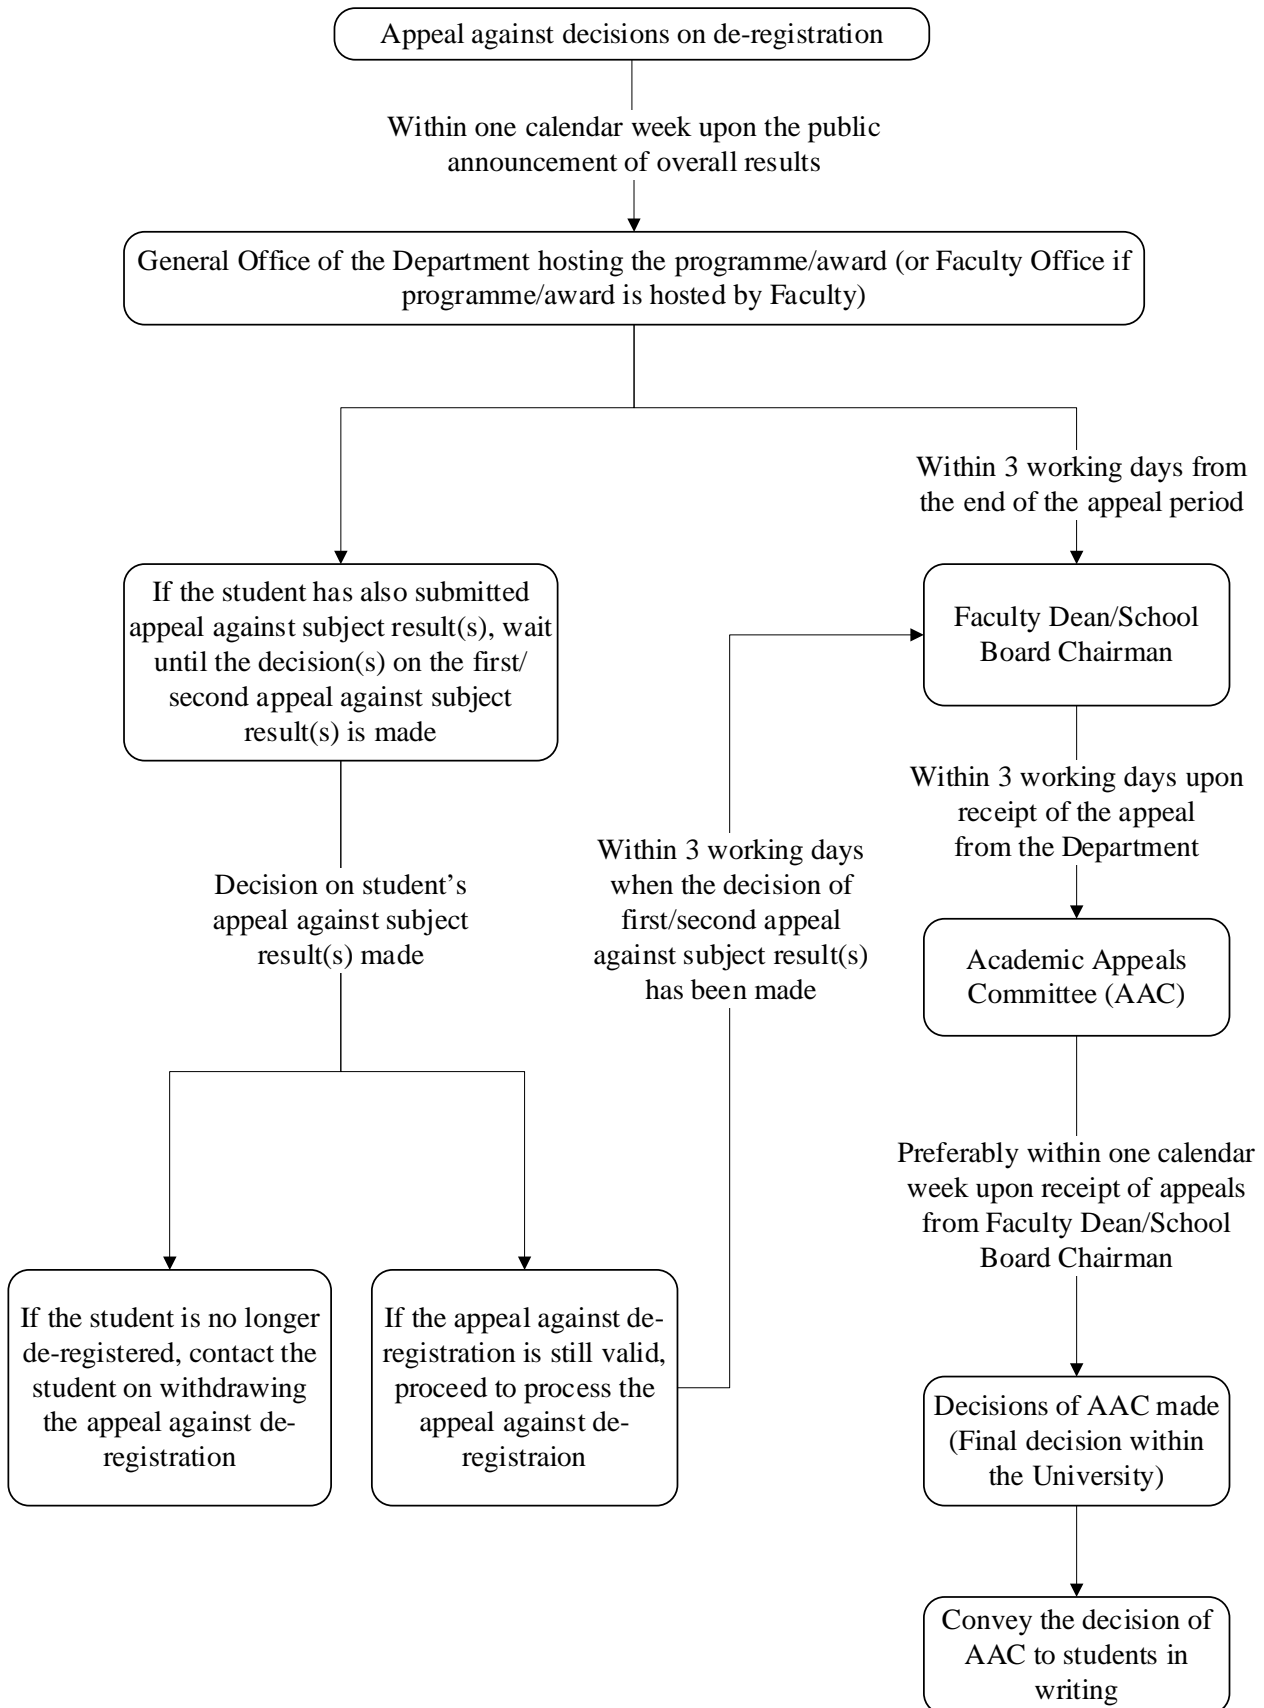 Appeal against decisions on de-registration
Within one calendar week upon the public
announcement of overall results
General Office of the Department hosting the programme/award (or Faculty Office if
programme/award is hosted by Faculty)
Within 3 working days from
the end of the appeal period
If the student has also submitted
appeal against subject result(s), wait
until the decision(s) on the first/
second appeal against subject
result(s) is made
Faculty Dean/School
Board Chairman
Within 3 working days upon
receipt of the appeal
from the Department
Decision on student's
appeal against subject
result(s) made
Within 3 working days
when the decision of
first/second appeal
against subject result(s)
has been made
Academic Appeals
Committee (AAC)
Preferably within one calendar
week upon receipt of appeals
from Faculty Dean/School
Board Chairman
If the student is no longer
de-registered, contact the
student on withdrawing
the appeal against de-
registration
If the appeal against de-
registration is still valid,
proceed to process the
appeal against de-
registraion
Decisions of AAC made
(Final decision within
the University)
Convey the decision of
AAC to students in
writing